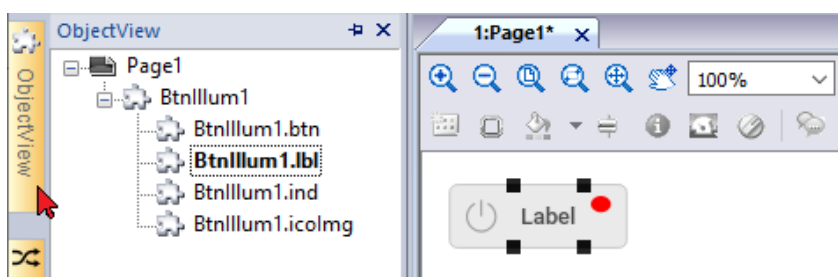 ObjectView
ObjectView
Page1
BtnIllum1
BtnIllum1.btn
BtnIllum1.lbl
BtnIllum1.ind
BtnIllum1.icoImg
1:Page1*
100%
Label